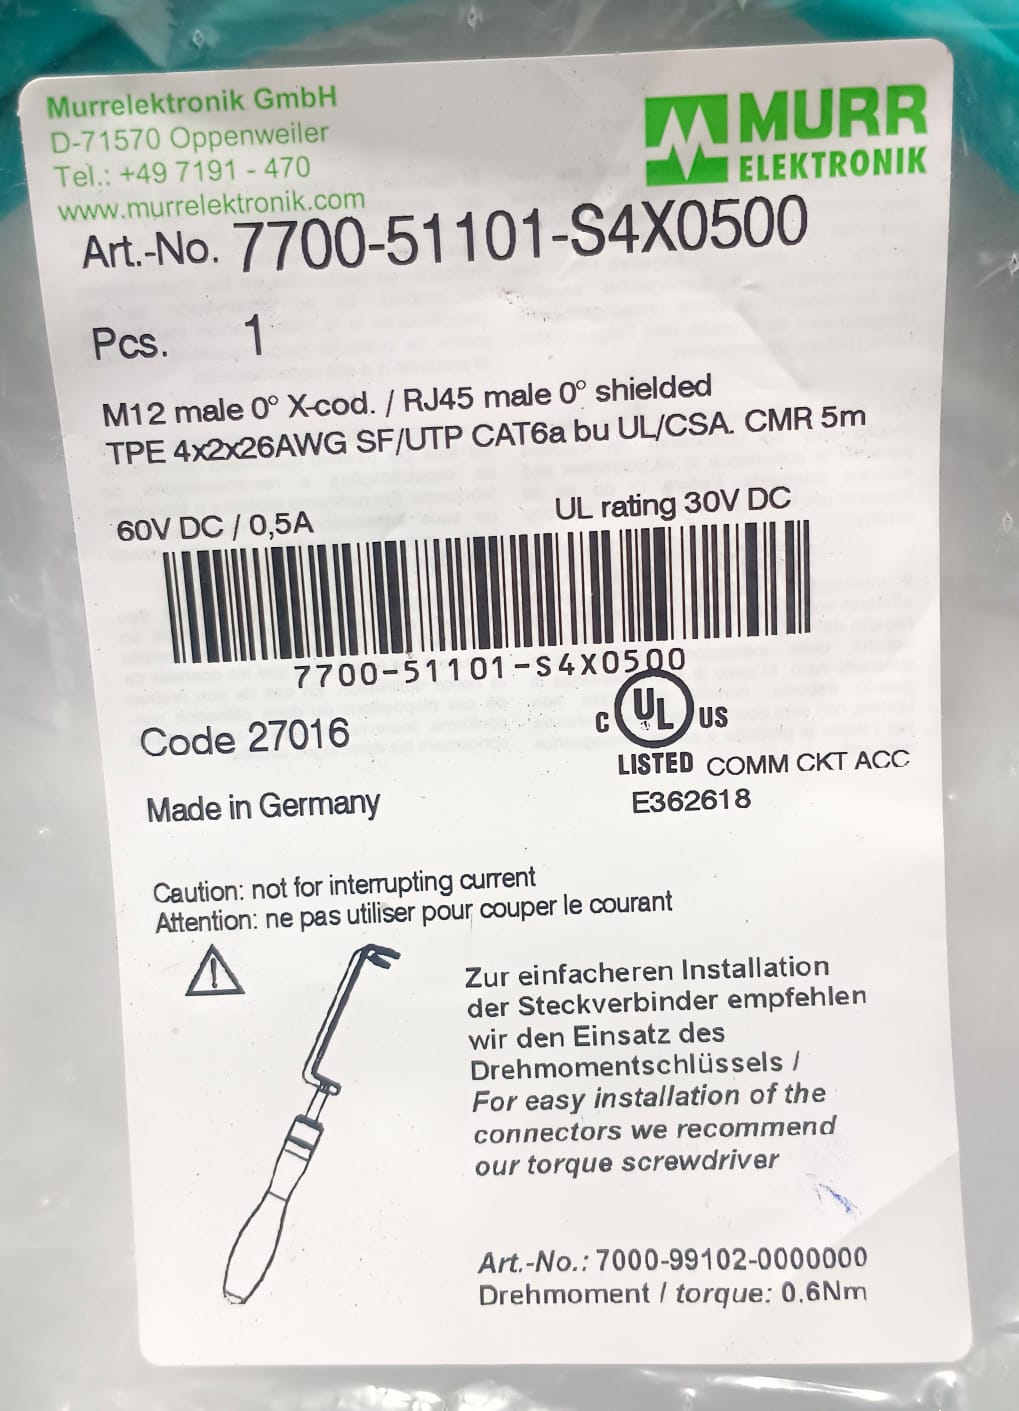 Murrelektronik GmbH
D-71570 Oppenweiler
Tel.: +49 7191 - 470
www.murrelektronik.com
MURR
ELEKTRONIK
Art.-No. 7700-51101-S4X0500
Pcs. 1
M12 male 0° X-cod. / RJ45 male 0° shielded
TPE 4x2x26AWG SF/UTP CAT6a bu UL/CSA. CMR 5m
60V DC / 0,5A UL rating 30V DC
7700-51101-S4X0500
Code 27016
C UL US
LISTED COMM CKT ACC
E362618
Made in Germany
Caution: not for interrupting current
Attention: ne pas utiliser pour couper le courant
Zur einfacheren Installation
der Steckverbinder empfehlen
wir den Einsatz des
Drehmomentschlüssels /
For easy installation of the
connectors we recommend
our torque screwdriver
Art.-No.: 7000-99102-0000000
Drehmoment / torque: 0,6Nm